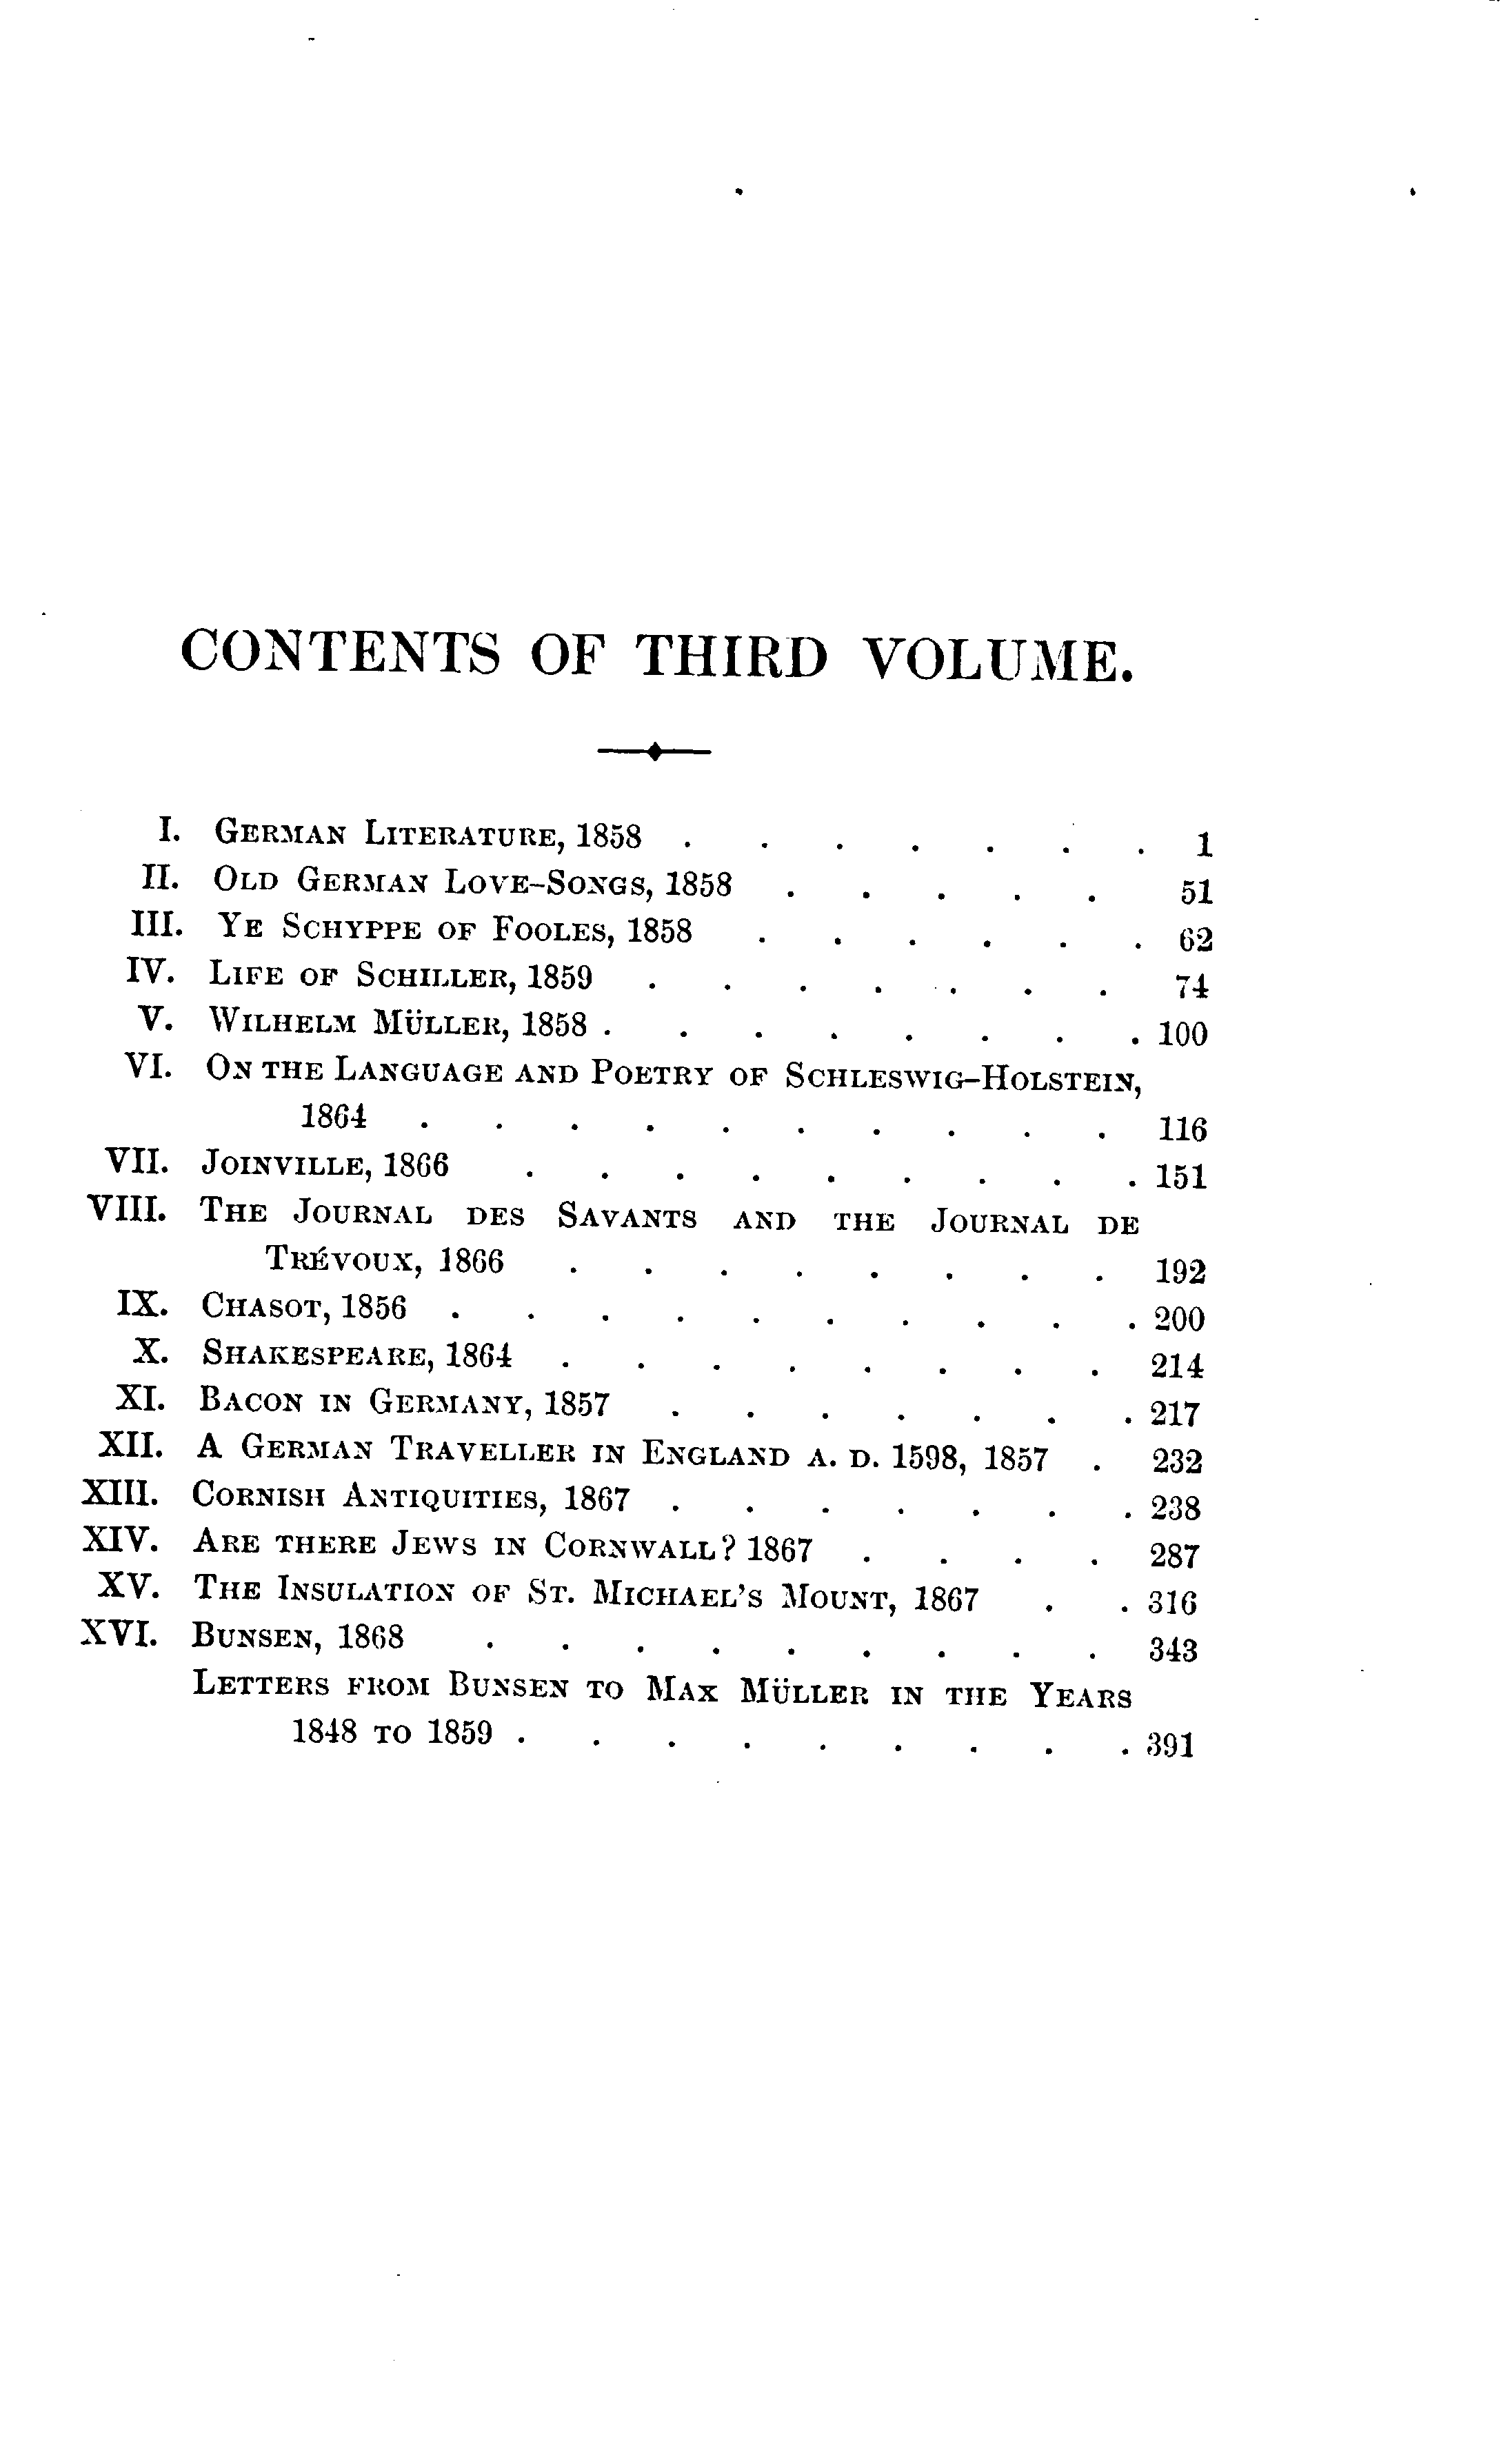 CONTENTS OF THIRD VOLUME.
I. German Literature, 1858 . . . . . . . 1
II. Old German Love-Songs, 1858 . . . . . 51
III. Ye Schyppe of Fooles, 1858 . . . . . . 62
IV. Life of Schiller, 1859 . . . . . . . 74
V. Wilhelm Müller, 1858 . . . . . . . . 100
VI. On the Language and Poetry of Schleswig-Holstein,
1864 . . . . . . . . . . 116
VII. Joinville, 1866 . . . . . . . . . 151
VIII. The Journal des Savants and the Journal de
Trévoux, 1866 . . . . . . . . 192
IX. Chasot, 1856 . . . . . . . . . . 200
X. Shakespeare, 1864 . . . . . . . . 214
XI. Bacon in Germany, 1857 . . . . . . . 217
XII. A German Traveller in England A. D. 1598, 1857 . 232
XIII. Cornish Antiquities, 1867 . . . . . . . 238
XIV. Are there Jews in Cornwall? 1867 . . . . 287
XV. The Insulation of St. Michael's Mount, 1867 . . 316
XVI. Bunsen, 1868 . . . . . . . . . 343
Letters from Bunsen to Max Müller in the Years
1848 to 1859 . . . . . . . . . 391